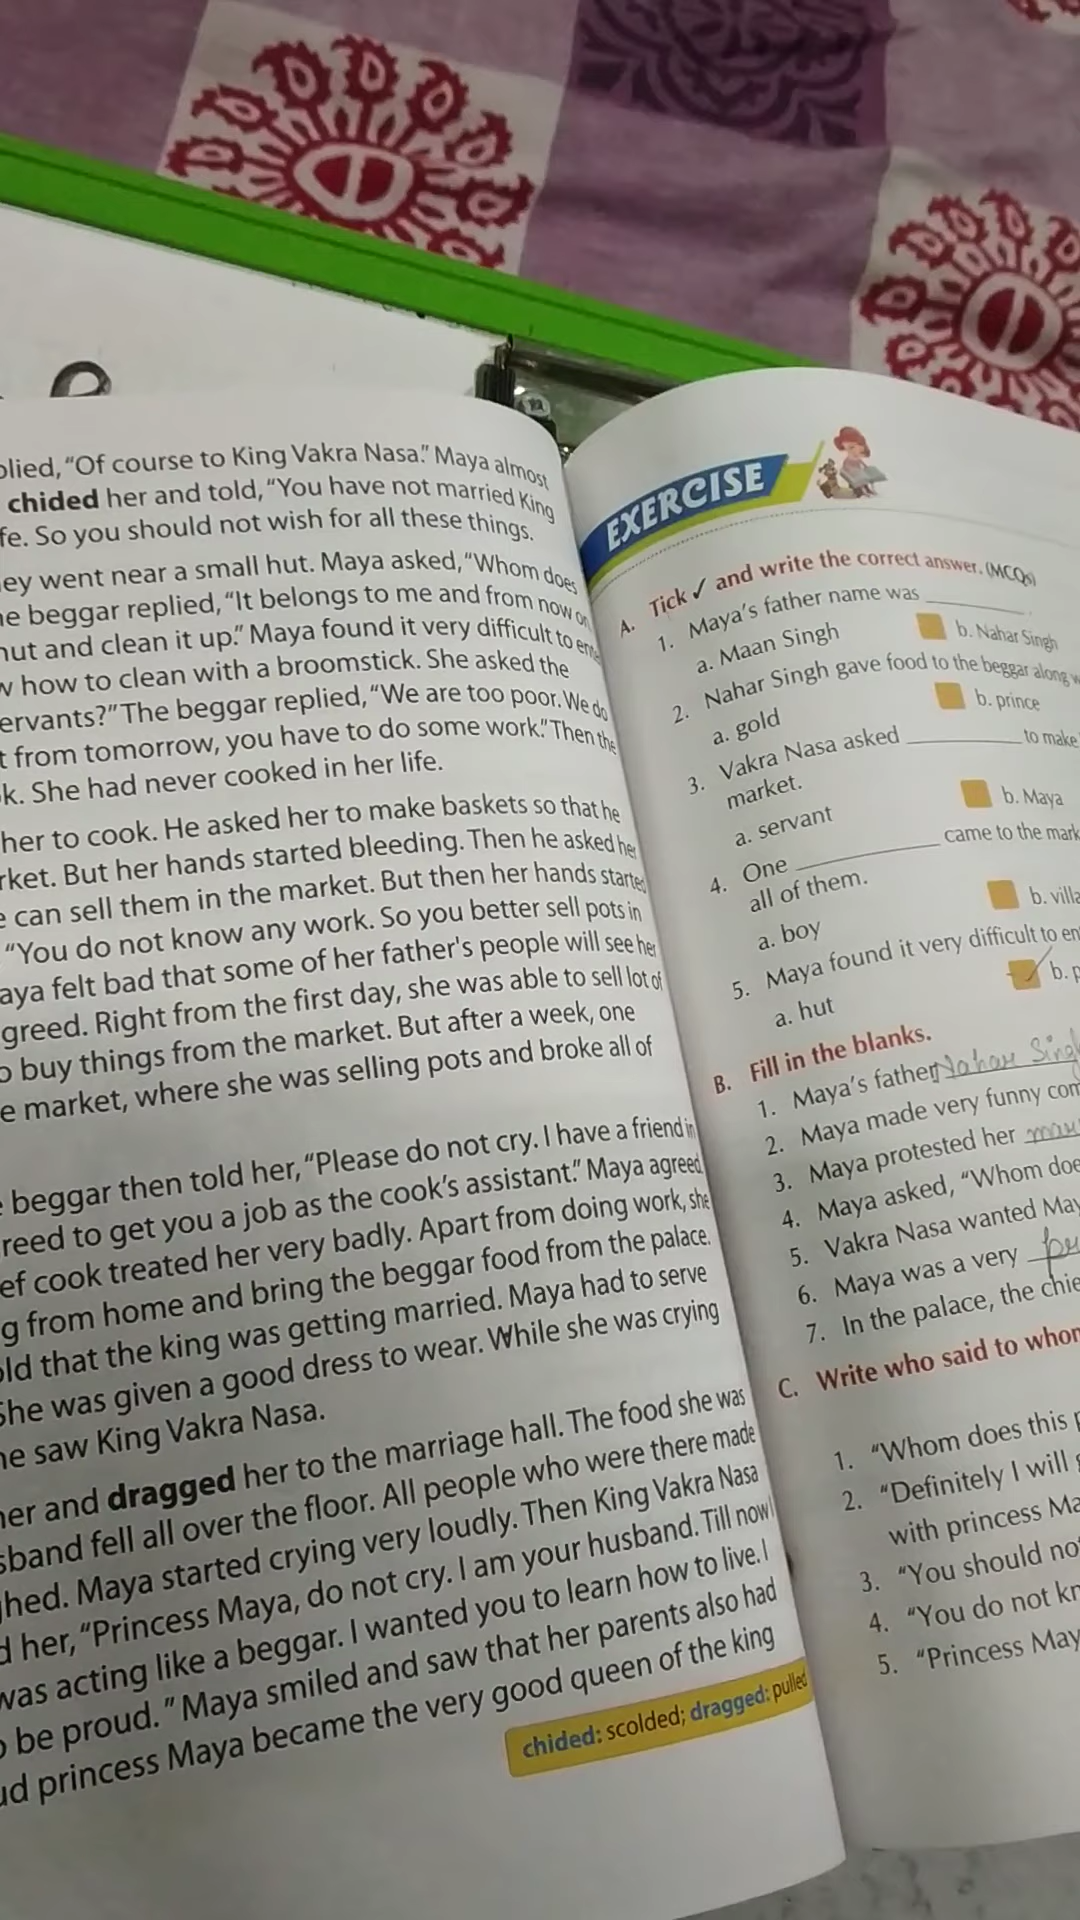 e
plied, “Of course to King Vakra Nasa.” Maya almost
chided her and told, “You have not married King
fe. So you should not wish for all these things.
ey went near a small hut. Maya asked, “Whom does
he beggar replied, “It belongs to me and from now on
hut and clean it up.” Maya found it very difficult to ente
w how to clean with a broomstick. She asked the
ervants?” The beggar replied, “We are too poor. We do
t from tomorrow, you have to do some work.” Then the
k. She had never cooked in her life.
her to cook. He asked her to make baskets so that he
rket. But her hands started bleeding. Then he asked her
e can sell them in the market. But then her hands started
“You do not know any work. So you better sell pots in
aya felt bad that some of her father's people will see her
greed. Right from the first day, she was able to sell lot of
o buy things from the market. But after a week, one
e market, where she was selling pots and broke all of
e beggar then told her, “Please do not cry. I have a friend in
reed to get you a job as the cook’s assistant.” Maya agreed.
ef cook treated her very badly. Apart from doing work, she
g from home and bring the beggar food from the palace.
old that the king was getting married. Maya had to serve
She was given a good dress to wear. While she was crying
he saw King Vakra Nasa.
her and dragged her to the marriage hall. The food she was
sband fell all over the floor. All people who were there made
ghed. Maya started crying very loudly. Then King Vakra Nasa
d her, “Princess Maya, do not cry. I am your husband. Till now I
was acting like a beggar. I wanted you to learn how to live. I
o be proud. ” Maya smiled and saw that her parents also had
ud princess Maya became the very good queen of the king
chided: scolded; dragged: pulled
EXERCISE
A. Tick ✓ and write the correct answer. (MCQs)
1. Maya’s father name was ________.
a. Maan Singh b. Nahar Singh
2. Nahar Singh gave food to the beggar along w
a. gold b. prince
3. Vakra Nasa asked ________ to make
market.
a. servant b. Maya
4. One ________ came to the mark
all of them.
a. boy b. villa
5. Maya found it very difficult to en
a. hut b. p
B. Fill in the blanks.
1. Maya’s father Nahar Singh
2. Maya made very funny com
3. Maya protested her
4. Maya asked, “Whom doe
5. Vakra Nasa wanted May
6. Maya was a very
7. In the palace, the chie
C. Write who said to whom
1. “Whom does this p
2. “Definitely I will g
with princess Ma
3. “You should no
4. “You do not kn
5. “Princess May